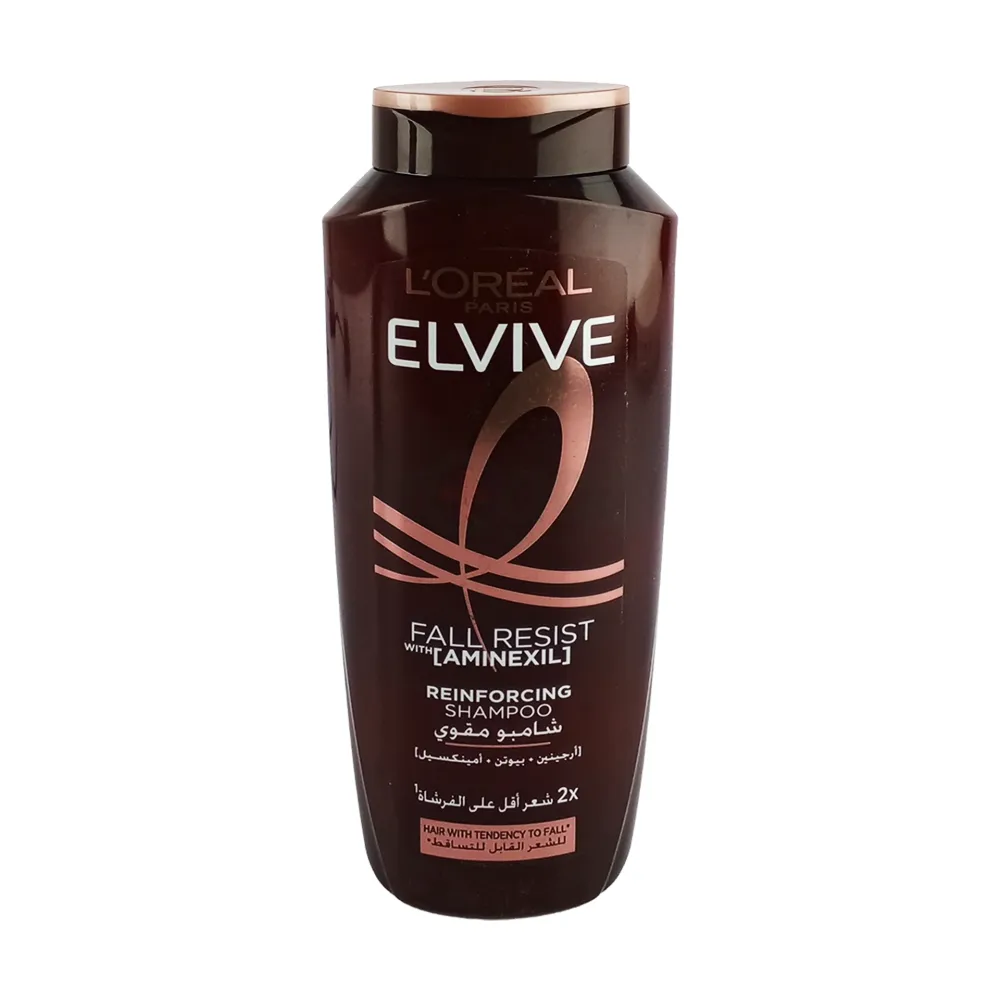 L'ORÉAL
PARIS
ELVIVE
FALL RESIST
WITH [AMINEXIL]
REINFORCING
SHAMPOO
شامبو مقوي
[أرجينين + بيوتن + أمينكسيل]
2x شعر أقل على الفرشاة¹
HAIR WITH TENDENCY TO FALL*
للشعر القابل للتساقط*